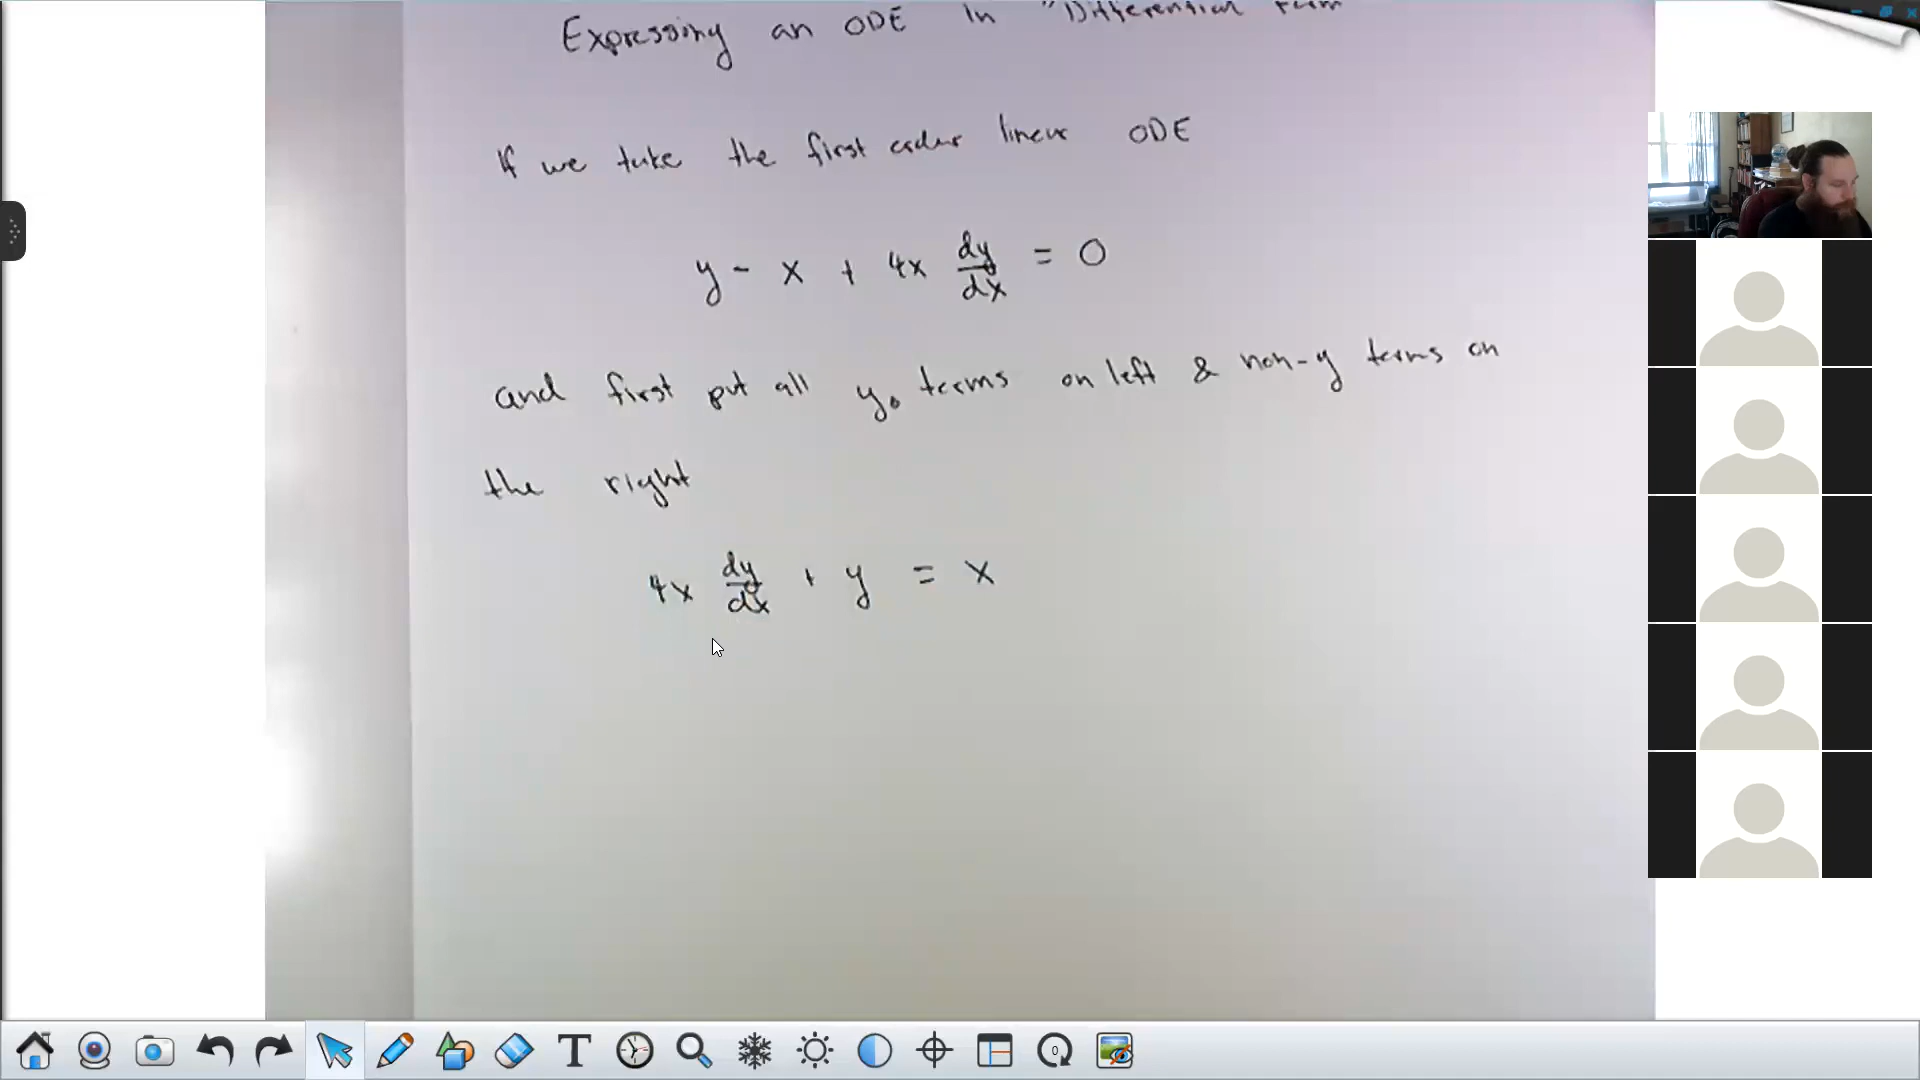 Expressing an ODE in "Differential Form
If we take the first order linear ODE
y - x + 4x dy/dx = 0
and first put all y. terms on left & non-y terms on
the right
4x dy/dx + y = x
T
0